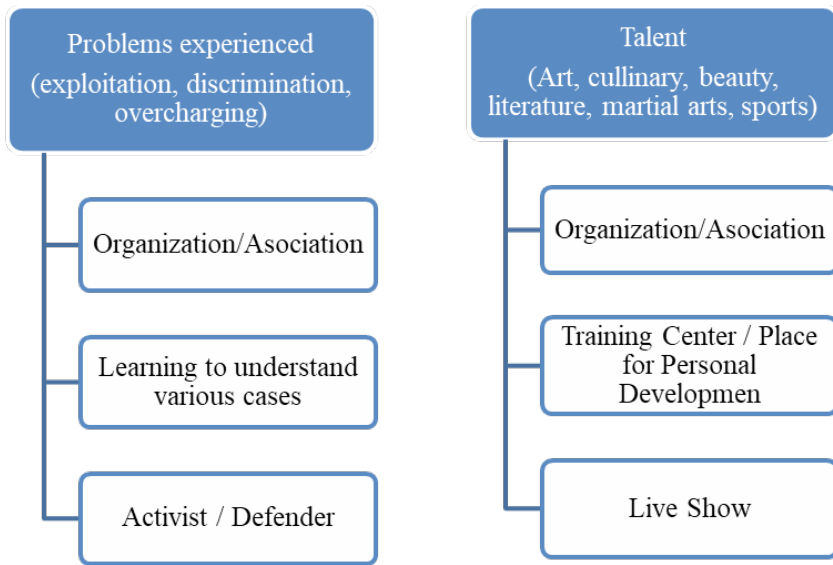 Problems experienced
(exploitation, discrimination,
overcharging)
Organization/Asociation
Learning to understand
various cases
Activist / Defender
Talent
(Art, cullinary, beauty,
literature, martial arts, sports)
Organization/Asociation
Training Center / Place
for Personal
Developmen
Live Show